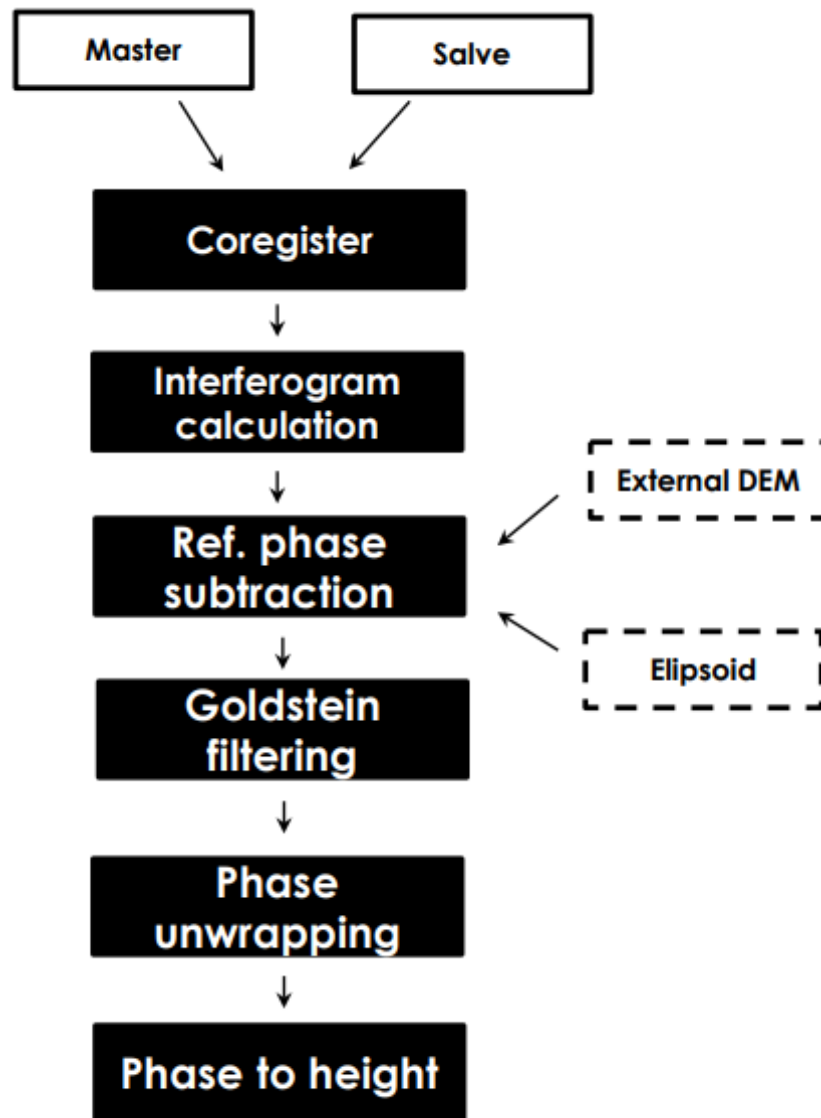 Master
Salve
Coregister
Interferogram
calculation
External DEM
Ref. phase
subtraction
Elipsoid
Goldstein
filtering
Phase
unwrapping
Phase to height